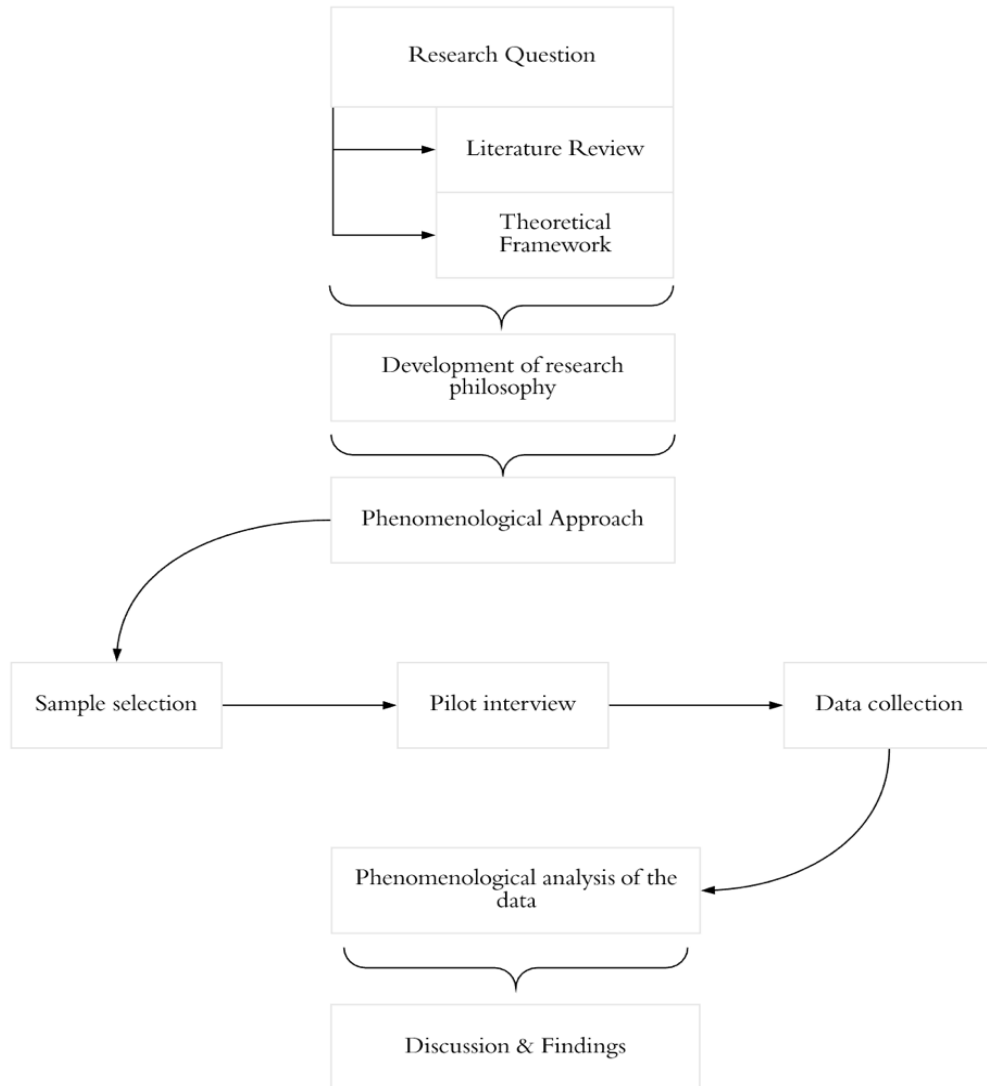 Research Question
Literature Review
Theoretical
Framework
Development of research
philosophy
Phenomenological Approach
Sample selection
Pilot interview
Data collection
Phenomenological analysis of the
data
Discussion & Findings